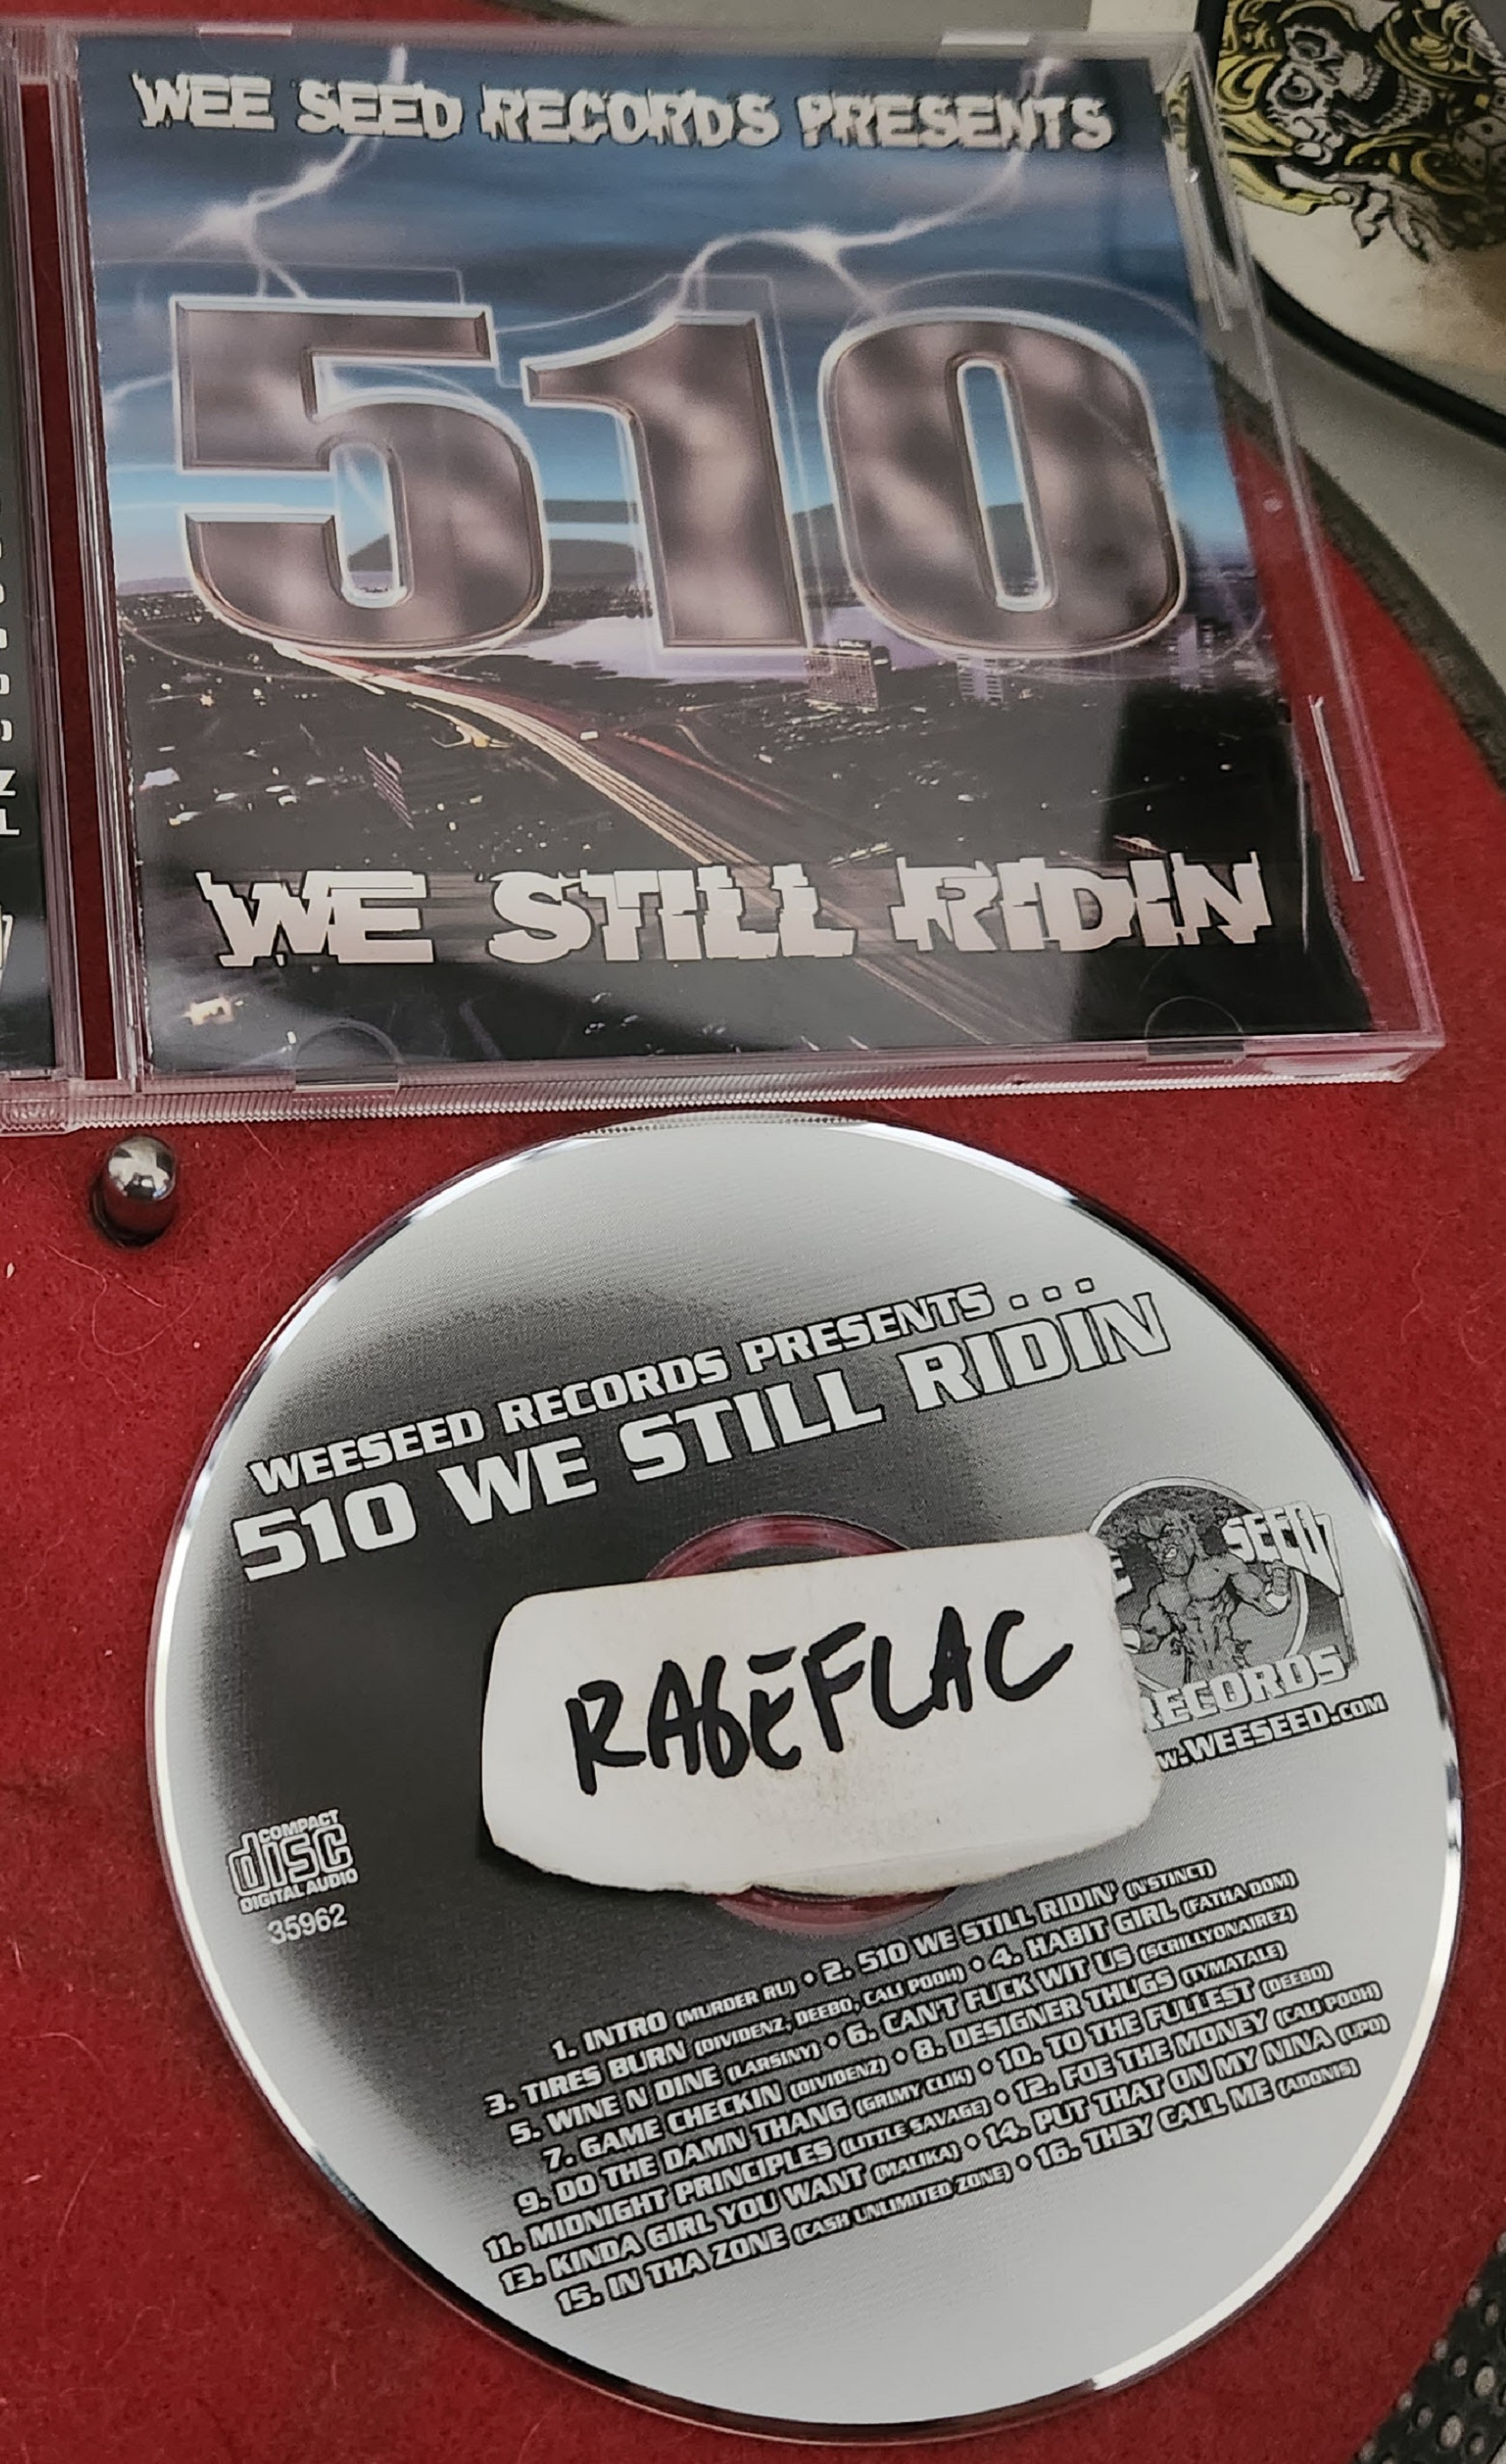 WEE SEED RECORDS PRESENTS
510
WE STILL RIDIN
WEESEED RECORDS PRESENTS...
510 WE STILL RIDIN
SEED
RECORDS
w.WEESEED.COM
RAGEFLAC
COMPACT
disc
DIGITAL AUDIO
35962
1. INTRO (MURDER RU) • 2. 510 WE STILL RIDIN' (N'STINCT)
3. TIRES BURN (DIVIDENZ, DEEBO, CALI POOH) • 4. HABIT GIRL (FATHA DOM)
5. WINE N DINE (LARSINY) • 6. CAN'T FUCK WIT US (SCRILLYONAIREZ)
7. GAME CHECKIN (DIVIDENZ) • 8. DESIGNER THUGS (TYMATALE)
9. DO THE DAMN THANG (GRIMY CLIK) • 10. TO THE FULLEST (DEEBO)
11. MIDNIGHT PRINCIPLES (LITTLE SAVAGE) • 12. FOE THE MONEY (CALI POOH)
13. KINDA GIRL YOU WANT (MALIKA) • 14. PUT THAT ON MY NINA (UPD)
15. IN THA ZONE (CASH UNLIMITED ZONE) • 16. THEY CALL ME (ADONIS)